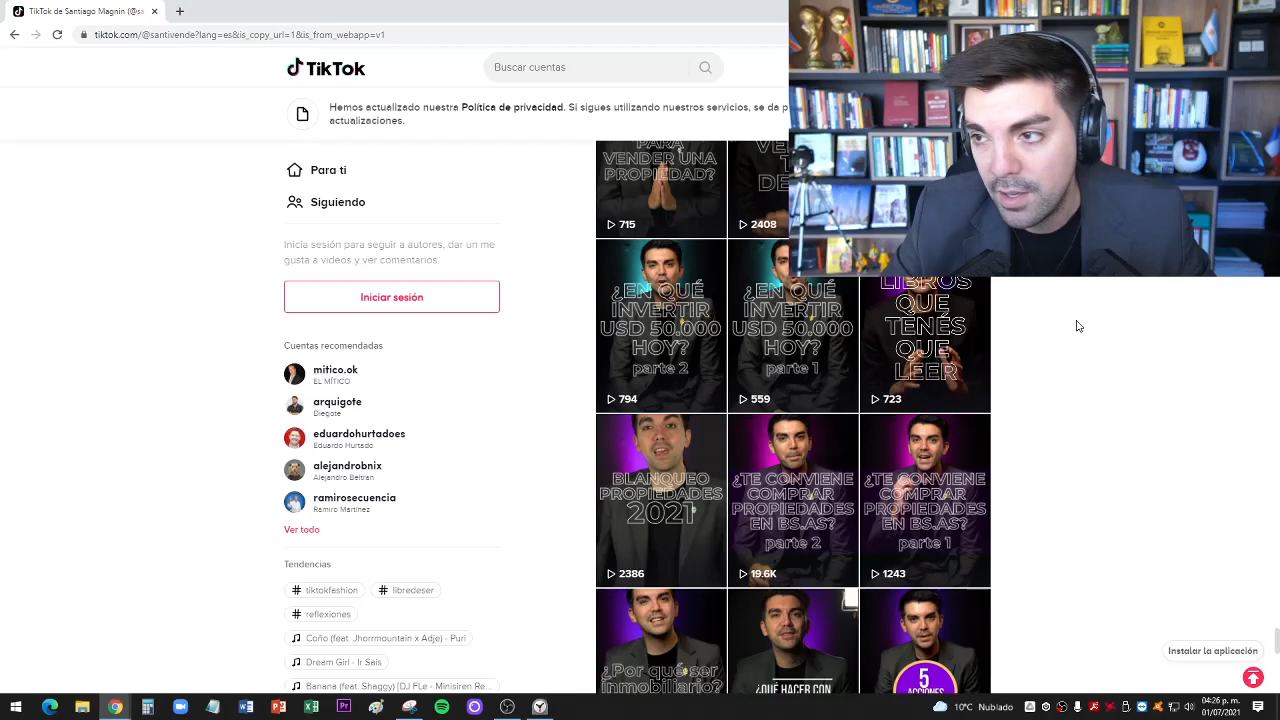 TikTok de Santiago Magnin (@sa
tiktok.com/@santivende?lang=es&is_copy_url=1&is_from_webapp=v1
TikTok
Buscar cuentas
Hemos actualizado nuestra Política de privacidad. Si sigues utilizando nuestros servicios, se da p
actualizaciones.
Para ti
Siguiendo
Inicia sesión para seguir a autores, dar un me
gusta a videos y ver comentarios.
Iniciar sesión
Cuentas recomendadas
mitico.ok
EL MÍTICO
arquigote
Diegote
eduardohurtadoes
Eduardo Hurtado
alejandrobnix
Alejandro Beltran
ramirosecuencia
Ramiro Martínez
Ver todo
Tendencias
# tiktokfashion
# libredeser
# reflexiones
Coño (feat. Jhorrmountain x Adje) - Puri
Dream Girl - Ir Sais
Banana (feat. Shaggy) [DJ FLe - Minisiren Re...
PARA
VENDER UNA
PROPIEDAD?
715
VE
1
DE
2408
¿EN QUÉ
INVERTIR
USD 50.000
HOY?
parte 2
794
¿EN QUÉ
INVERTIR
USD 50.000
HOY?
parte 1
559
LIBROS
QUE
TENÉS
QUE
LEER
723
BLANQUEO
PROPIEDADES
2021
2386
¿TE CONVIENE
COMPRAR
PROPIEDADES
EN BS.AS?
parte 2
19.6K
¿TE CONVIENE
COMPRAR
PROPIEDADES
EN BS.AS?
parte 1
1243
¿Por qué ser
inmobiliario?
¿QUÉ HACER CON
5
ACCIONES
Instalar la aplicación
10°C Nublado
04:26 p. m.
01/07/2021